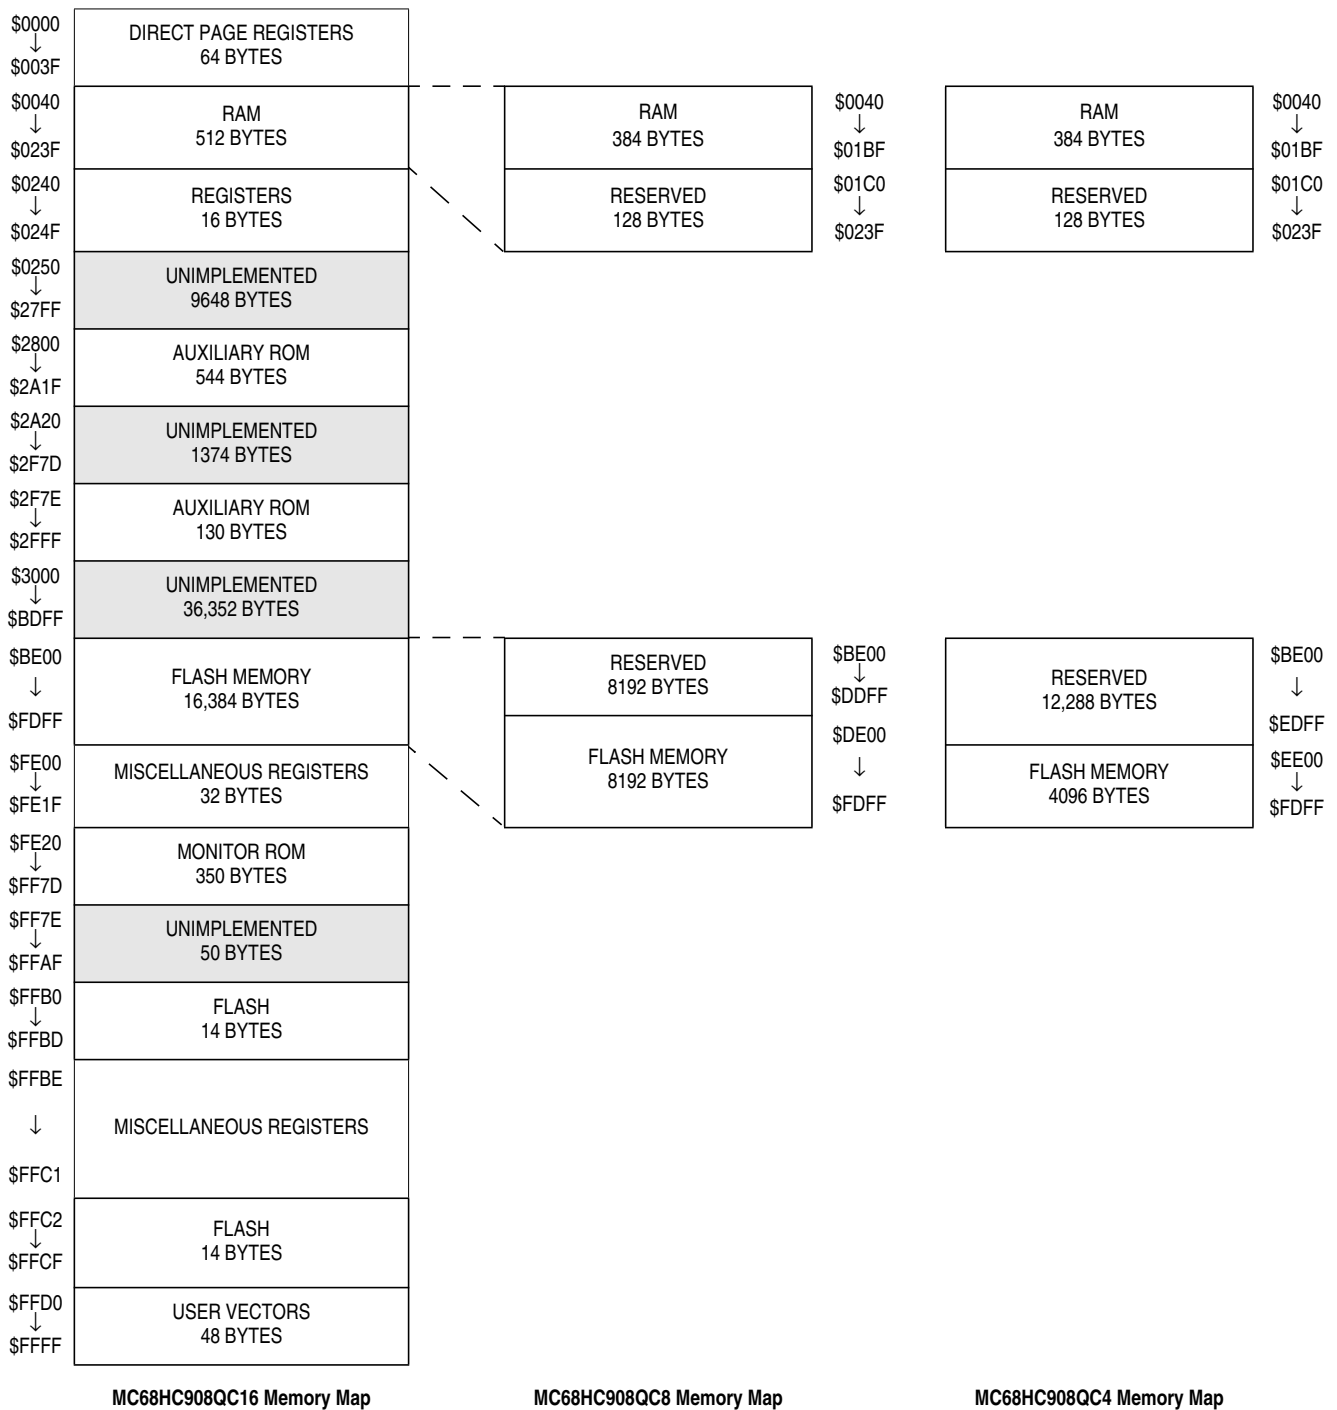 $0000
↓
$003F
DIRECT PAGE REGISTERS
64 BYTES
$0040
↓
$023F
RAM
512 BYTES
RAM
384 BYTES
$0040
↓
$01BF
RAM
384 BYTES
$0040
↓
$01BF
$0240
↓
$024F
REGISTERS
16 BYTES
RESERVED
128 BYTES
$01C0
↓
$023F
RESERVED
128 BYTES
$01C0
↓
$023F
$0250
↓
$27FF
UNIMPLEMENTED
9648 BYTES
$2800
↓
$2A1F
AUXILIARY ROM
544 BYTES
$2A20
↓
$2F7D
UNIMPLEMENTED
1374 BYTES
$2F7E
↓
$2FFF
AUXILIARY ROM
130 BYTES
$3000
↓
$BDFF
UNIMPLEMENTED
36,352 BYTES
$BE00
↓
$FDFF
FLASH MEMORY
16,384 BYTES
RESERVED
8192 BYTES
$BE00
↓
$DDFF
RESERVED
12,288 BYTES
$BE00
↓
$EDFF
$FE00
↓
$FE1F
MISCELLANEOUS REGISTERS
32 BYTES
FLASH MEMORY
8192 BYTES
$DE00
↓
$FDFF
FLASH MEMORY
4096 BYTES
$EE00
↓
$FDFF
$FE20
↓
$FF7D
MONITOR ROM
350 BYTES
$FF7E
↓
$FFAF
UNIMPLEMENTED
50 BYTES
$FFB0
↓
$FFBD
FLASH
14 BYTES
$FFBE
↓
$FFC1
MISCELLANEOUS REGISTERS
$FFC2
↓
$FFCF
FLASH
14 BYTES
$FFD0
↓
$FFFF
USER VECTORS
48 BYTES
MC68HC908QC16 Memory Map
MC68HC908QC8 Memory Map
MC68HC908QC4 Memory Map